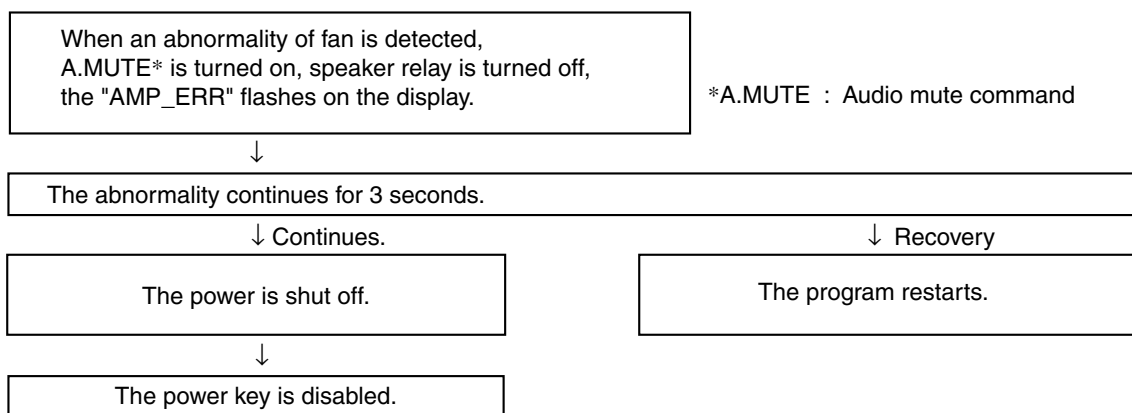 When an abnormality of fan is detected,
A.MUTE* is turned on, speaker relay is turned off,
the "AMP_ERR" flashes on the display.
*A.MUTE : Audio mute command
↓
The abnormality continues for 3 seconds.
↓ Continues.
↓ Recovery
The power is shut off.
The program restarts.
↓
The power key is disabled.